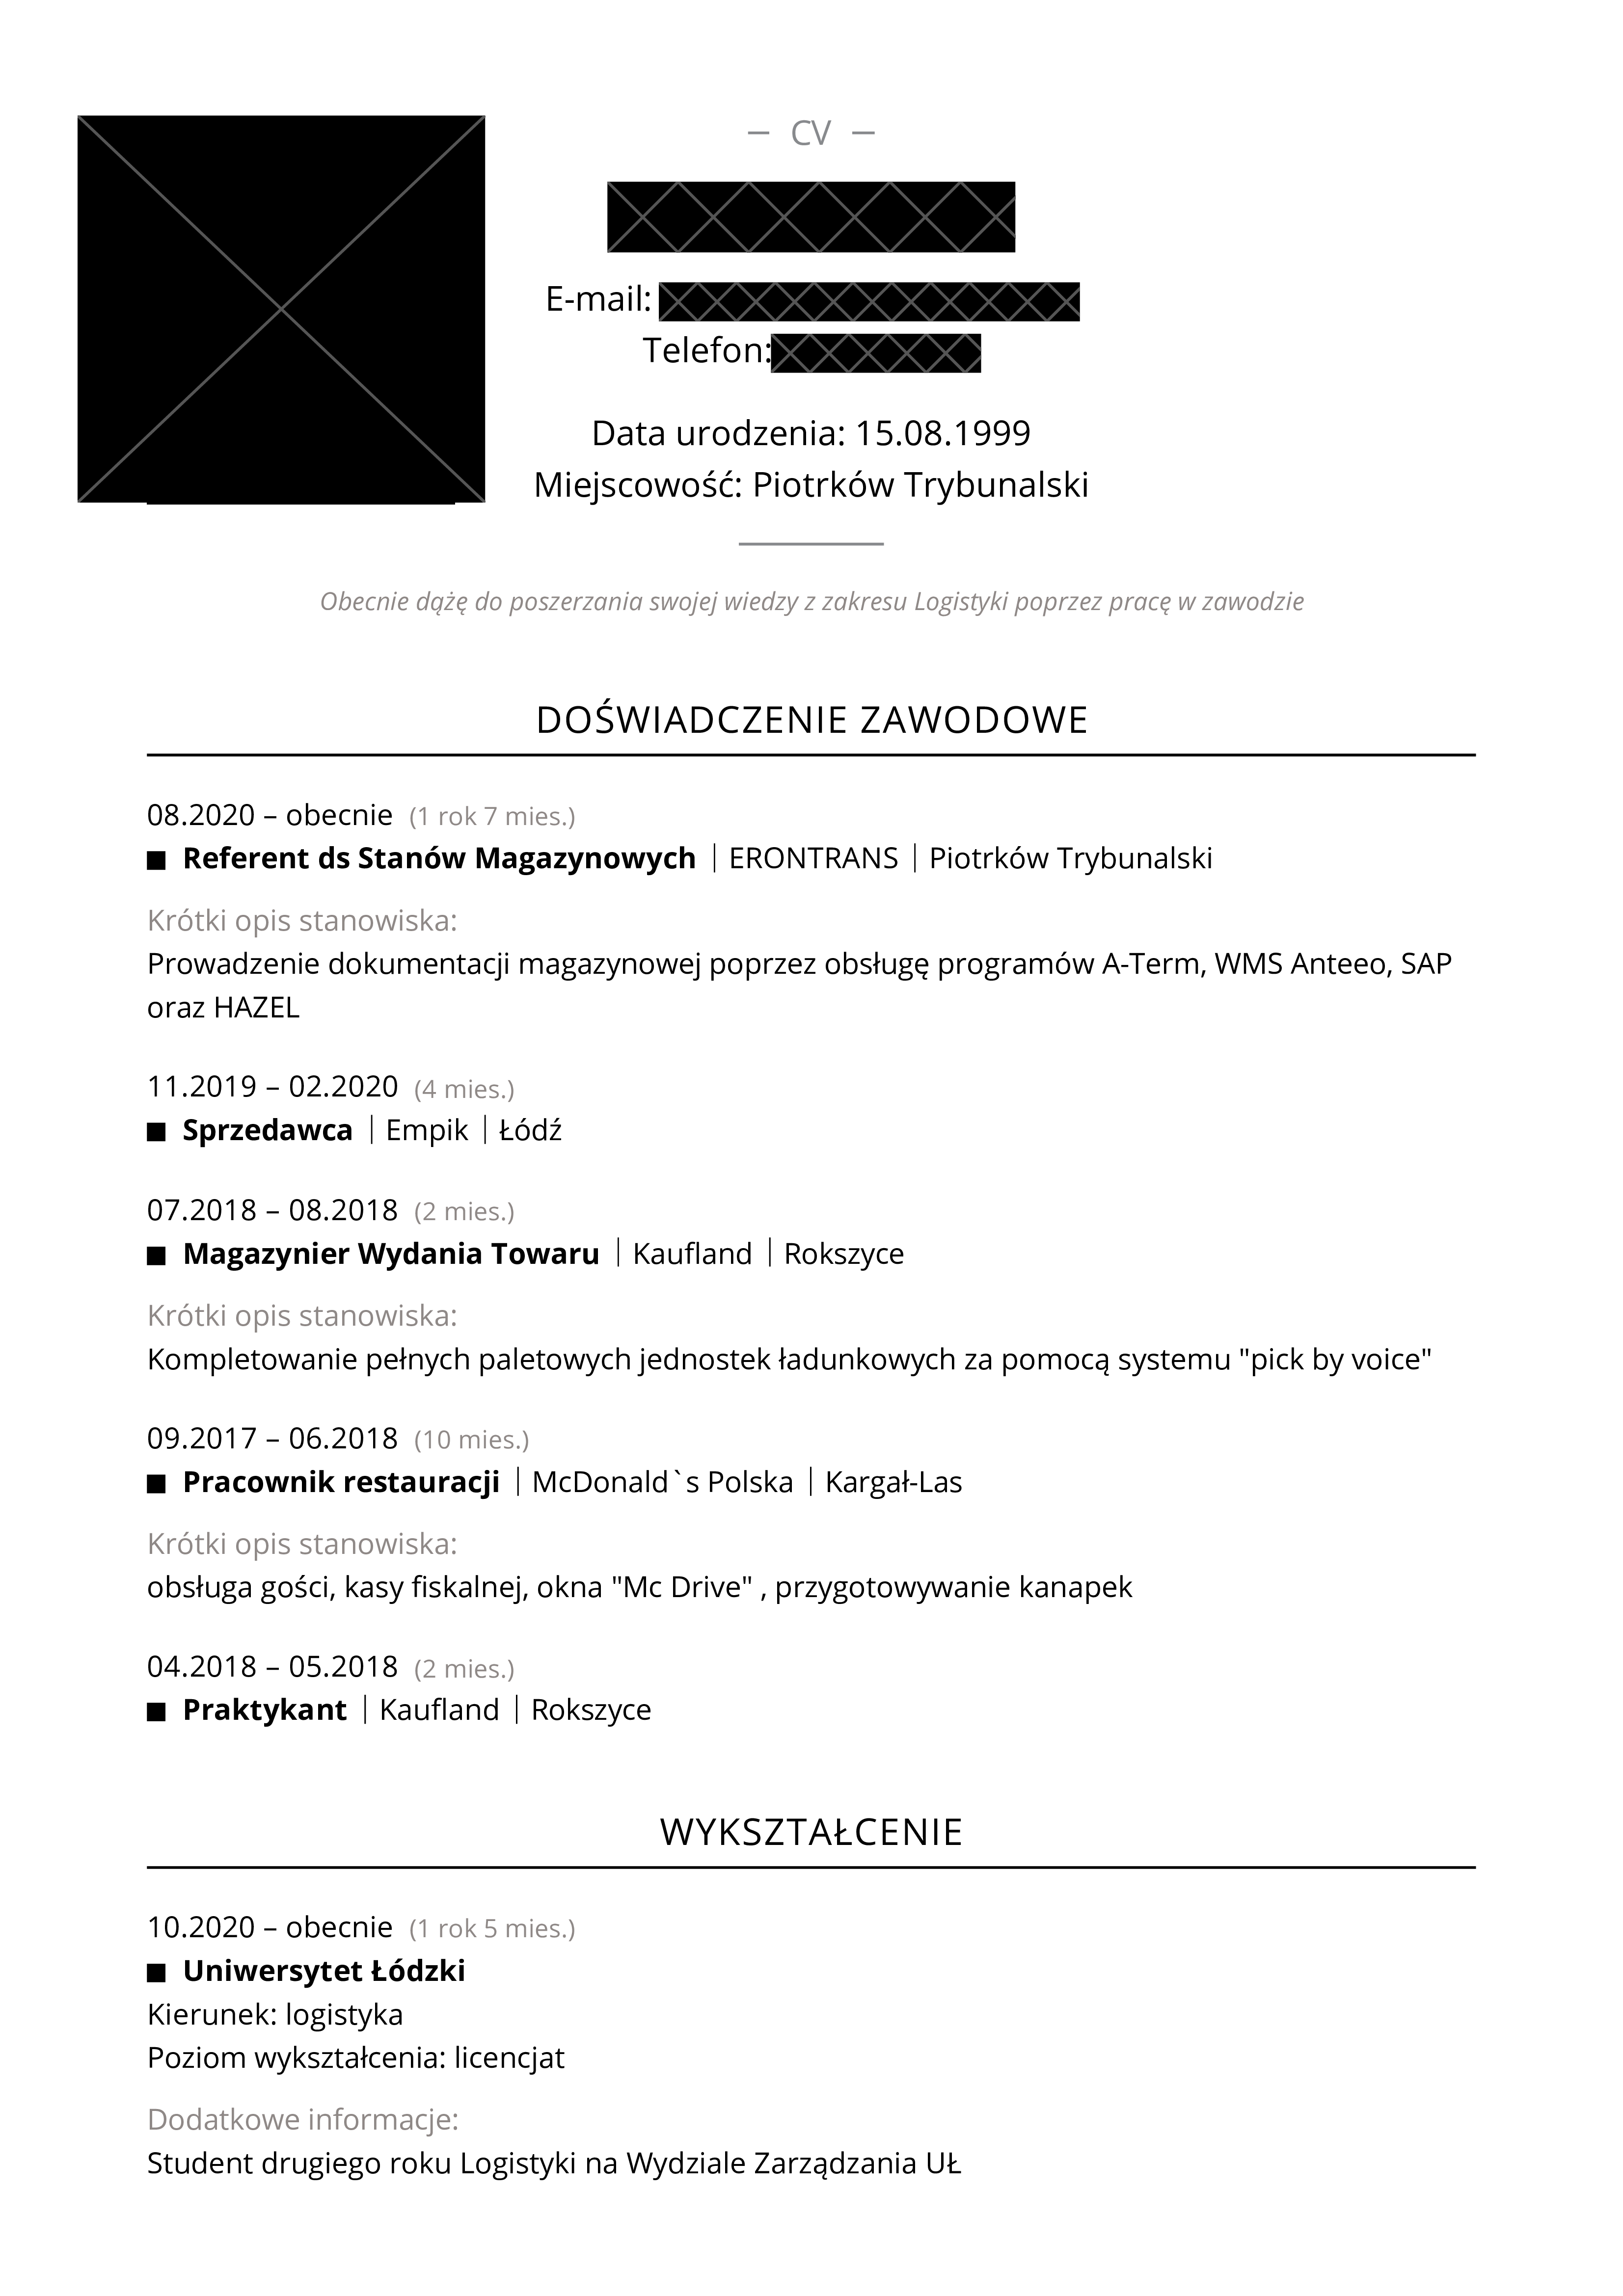 — CV —
E-mail:
Telefon:
Data urodzenia: 15.08.1999
Miejscowość: Piotrków Trybunalski
Obecnie dążę do poszerzania swojej wiedzy z zakresu Logistyki poprzez pracę w zawodzie
DOŚWIADCZENIE ZAWODOWE
08.2020 – obecnie (1 rok 7 mies.)
■ Referent ds Stanów Magazynowych | ERONTRANS | Piotrków Trybunalski
Krótki opis stanowiska:
Prowadzenie dokumentacji magazynowej poprzez obsługę programów A-Term, WMS Anteeo, SAP
oraz HAZEL
11.2019 – 02.2020 (4 mies.)
■ Sprzedawca | Empik | Łódź
07.2018 – 08.2018 (2 mies.)
■ Magazynier Wydania Towaru | Kaufland | Rokszyce
Krótki opis stanowiska:
Kompletowanie pełnych paletowych jednostek ładunkowych za pomocą systemu "pick by voice"
09.2017 – 06.2018 (10 mies.)
■ Pracownik restauracji | McDonald`s Polska | Kargał-Las
Krótki opis stanowiska:
obsługa gości, kasy fiskalnej, okna "Mc Drive" , przygotowywanie kanapek
04.2018 – 05.2018 (2 mies.)
■ Praktykant | Kaufland | Rokszyce
WYKSZTAŁCENIE
10.2020 – obecnie (1 rok 5 mies.)
■ Uniwersytet Łódzki
Kierunek: logistyka
Poziom wykształcenia: licencjat
Dodatkowe informacje:
Student drugiego roku Logistyki na Wydziale Zarządzania UŁ